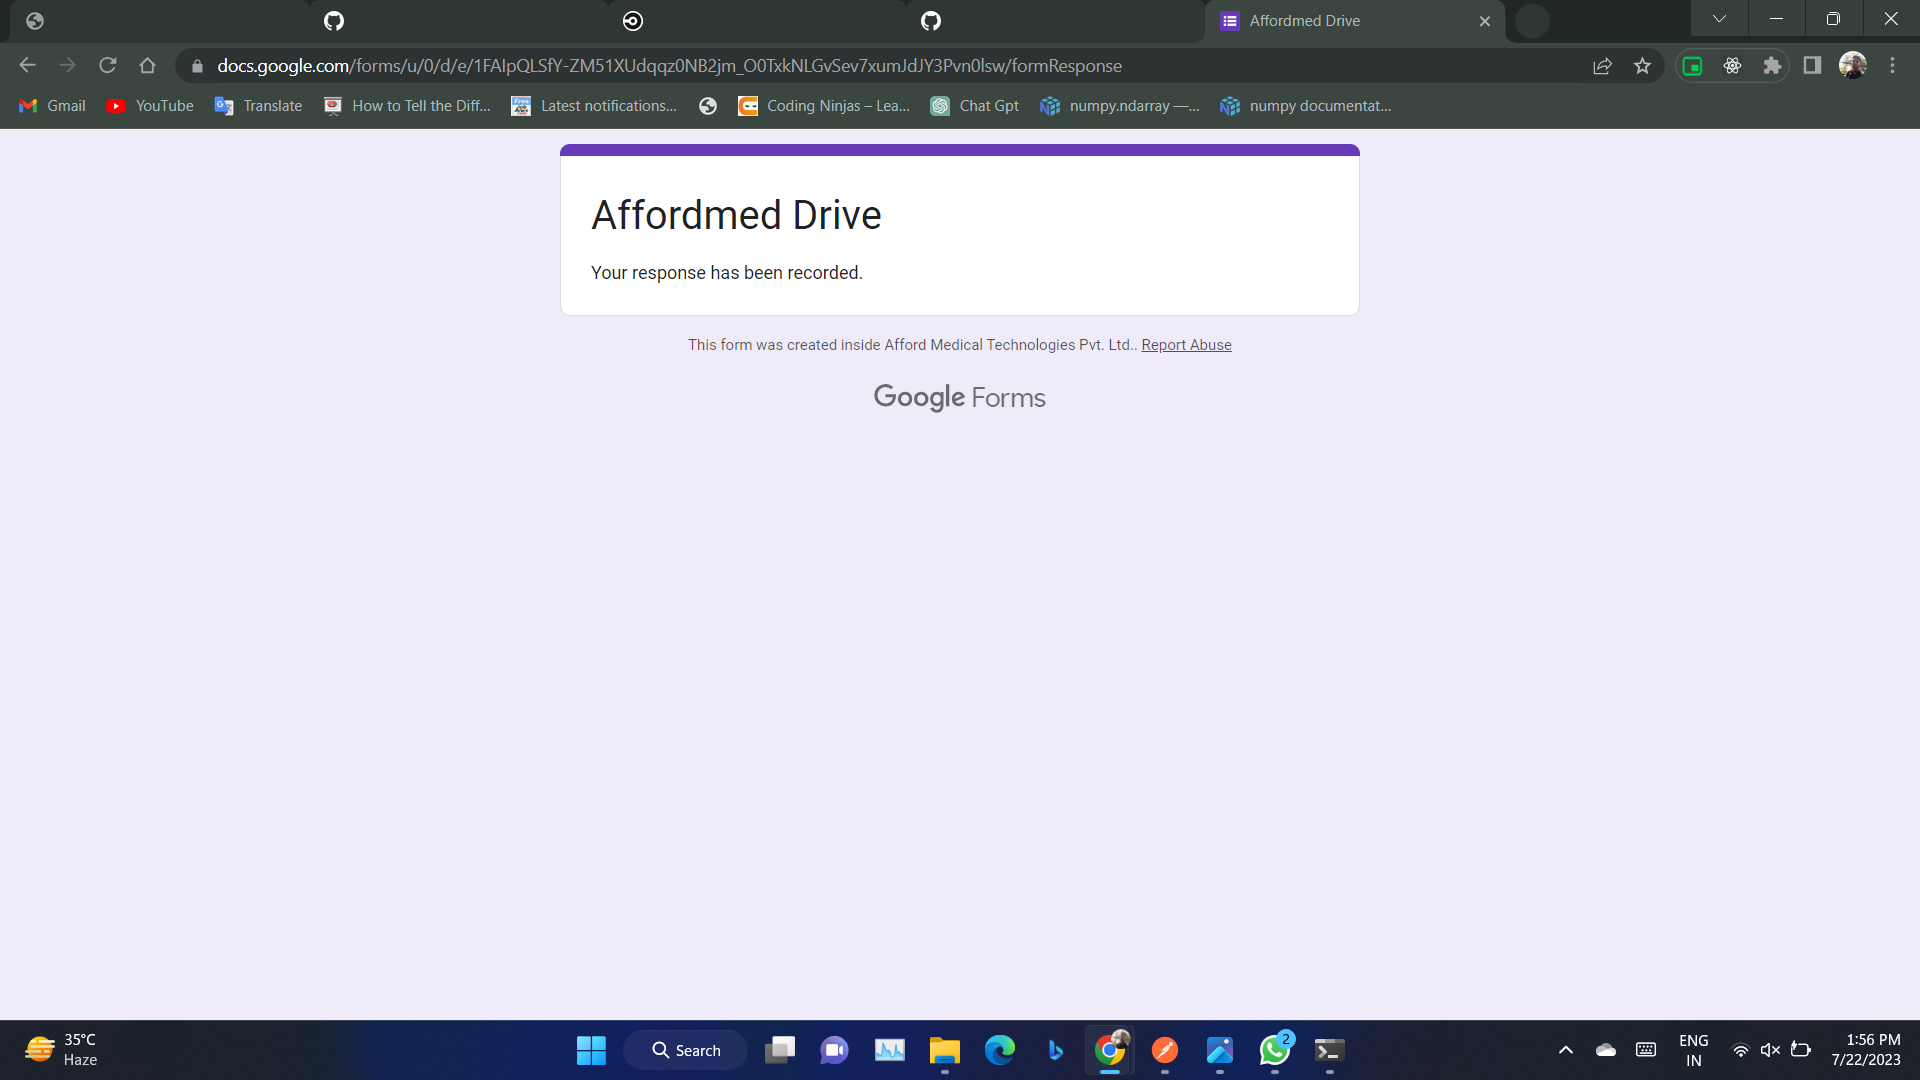 Affordmed Drive
docs.google.com/forms/u/0/d/e/1FAIpQLSfY-ZM51XUdqqz0NB2jm_O0TxkNLGvSev7xumJdJY3Pvn0lsw/formResponse
Gmail YouTube Translate How to Tell the Diff... Latest notifications... Coding Ninjas – Lea... Chat Gpt numpy.ndarray —... numpy documentat...
Affordmed Drive
Your response has been recorded.
This form was created inside Afford Medical Technologies Pvt. Ltd.. Report Abuse
Google Forms
35°C
Haze
Search
2
ENG
IN
1:56 PM
7/22/2023